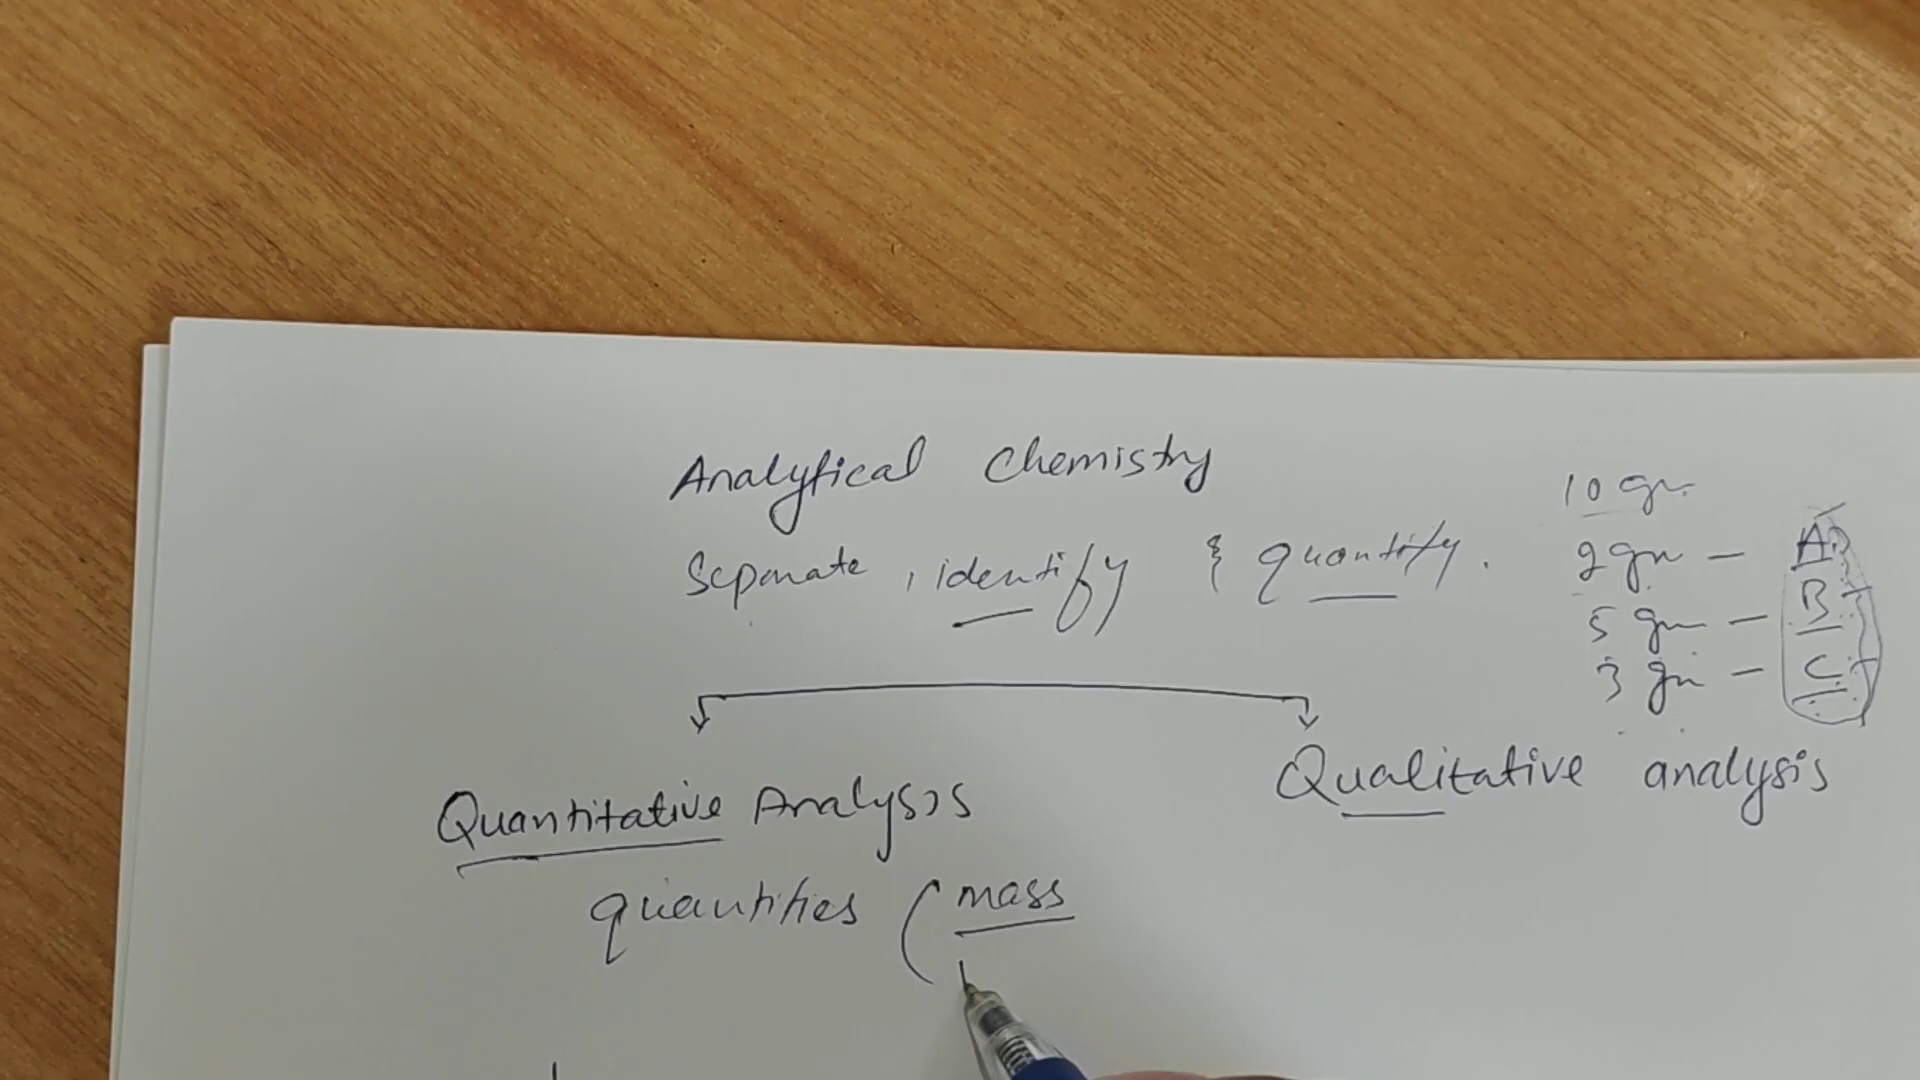 Analytical Chemistry
Separate, identify & quantify.
10 gm
2 gm — A
5 gm — B
3 gm — C
Quantitative Analysis
Qualitative analysis
quantities ( mass